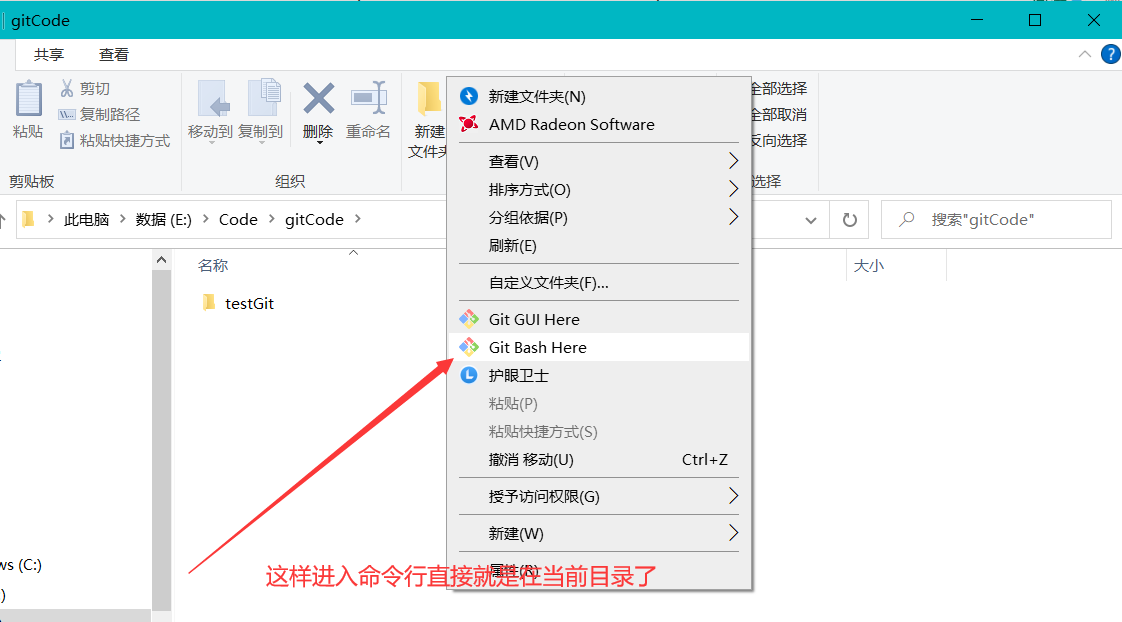 gitCode
共享 查看
粘贴
剪切
复制路径
粘贴快捷方式
移动到 复制到 删除 重命名
新建
文件夹
全部选择
全部取消
反向选择
剪贴板 组织 选择
此电脑 数据 (E:) Code gitCode
搜索"gitCode"
名称 大小
testGit
新建文件夹(N)
AMD Radeon Software
查看(V)
排序方式(O)
分组依据(P)
刷新(E)
自定义文件夹(F)...
Git GUI Here
Git Bash Here
护眼卫士
粘贴(P)
粘贴快捷方式(S)
撤消 移动(U) Ctrl+Z
授予访问权限(G)
新建(W)
属性(R)
ws (C:)
)
这样进入命令行直接就是在当前目录了